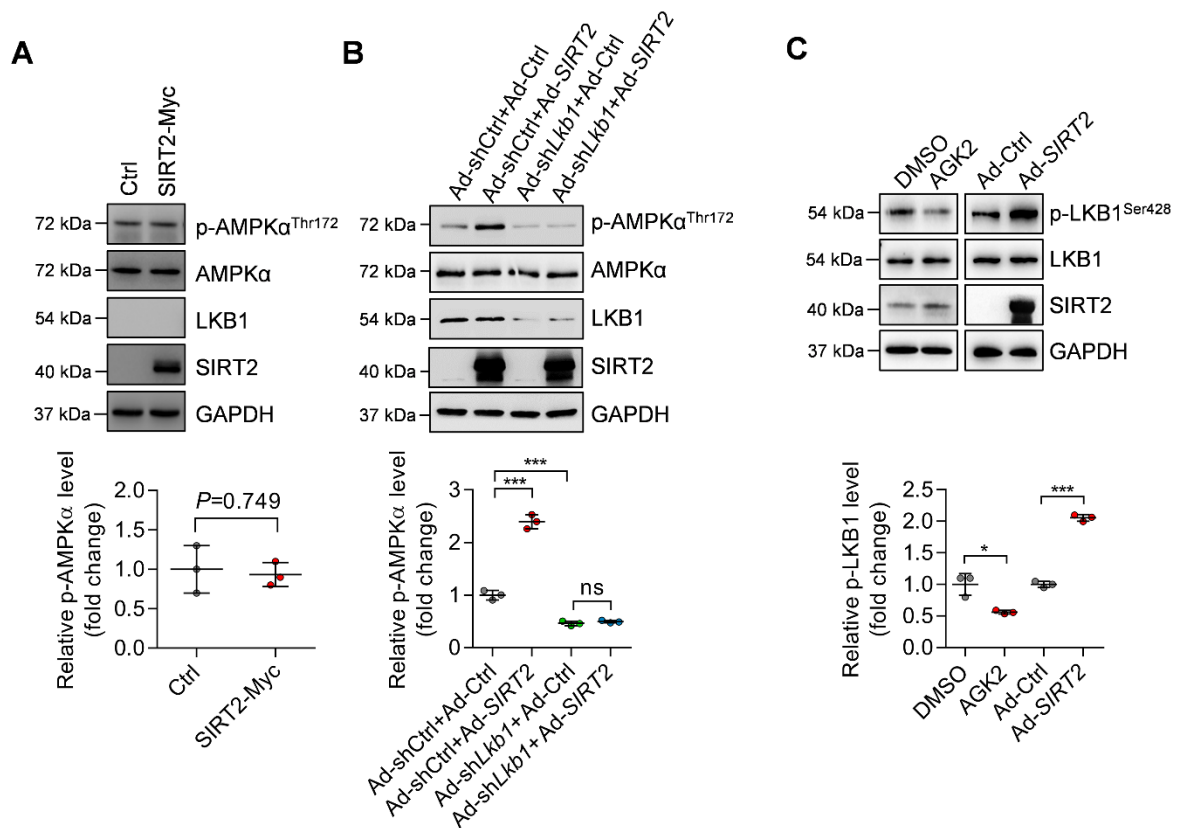 A
Ctrl
SIRT2-Myc
72 kDa
p-AMPKαThr172
72 kDa
AMPKα
54 kDa
LKB1
40 kDa
SIRT2
37 kDa
GAPDH
Relative p-AMPKα level
(fold change)
2.0
1.5
1.0
0.5
0.0
P=0.749
Ctrl
SIRT2-Myc
B
Ad-shCtrl+Ad-Ctrl
Ad-shCtrl+Ad-SIRT2
Ad-shLkb1+Ad-Ctrl
Ad-shLkb1+Ad-SIRT2
72 kDa
p-AMPKαThr172
72 kDa
AMPKα
54 kDa
LKB1
40 kDa
SIRT2
37 kDa
GAPDH
Relative p-AMPKα level
(fold change)
3
2
1
0
***
***
ns
Ad-shCtrl+Ad-Ctrl
Ad-shCtrl+Ad-SIRT2
Ad-shLkb1+Ad-Ctrl
Ad-shLkb1+Ad-SIRT2
C
DMSO
AGK2
Ad-Ctrl
Ad-SIRT2
54 kDa
p-LKB1Ser428
54 kDa
LKB1
40 kDa
SIRT2
37 kDa
GAPDH
Relative p-LKB1 level
(fold change)
2.5
2.0
1.5
1.0
0.5
0.0
*
***
DMSO
AGK2
Ad-Ctrl
Ad-SIRT2